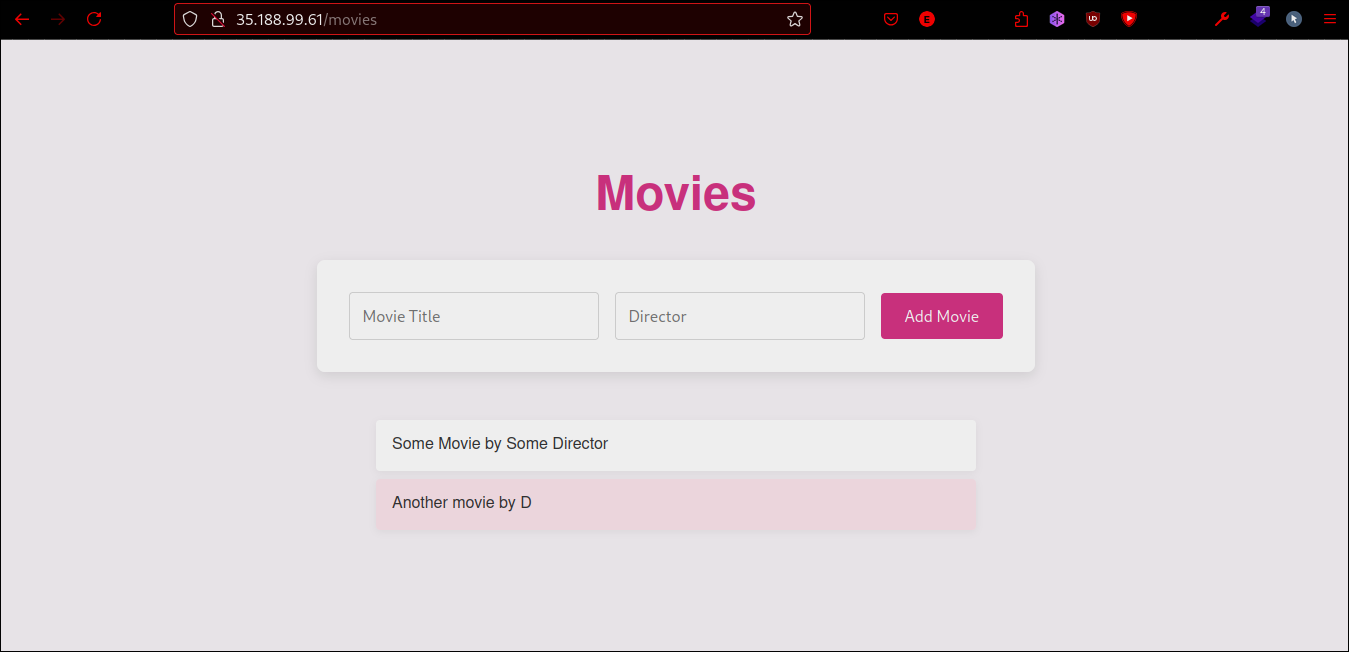 35.188.99.61/movies
4
Movies
Movie Title
Director
Add Movie
Some Movie by Some Director
Another movie by D